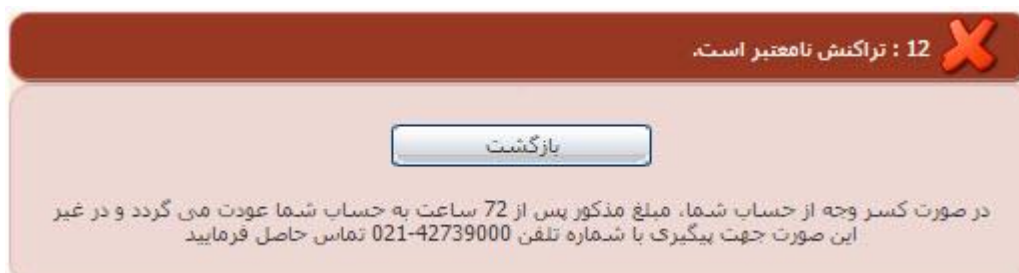 12 : تراکنش نامعتبر است.
بازگشت
در صورت کسر وجه از حساب شما، مبلغ مذکور پس از 72 ساعت به حساب شما عودت می گردد و در غیر
این صورت جهت پیگیری با شماره تلفن 42739000-021 تماس حاصل فرمایید